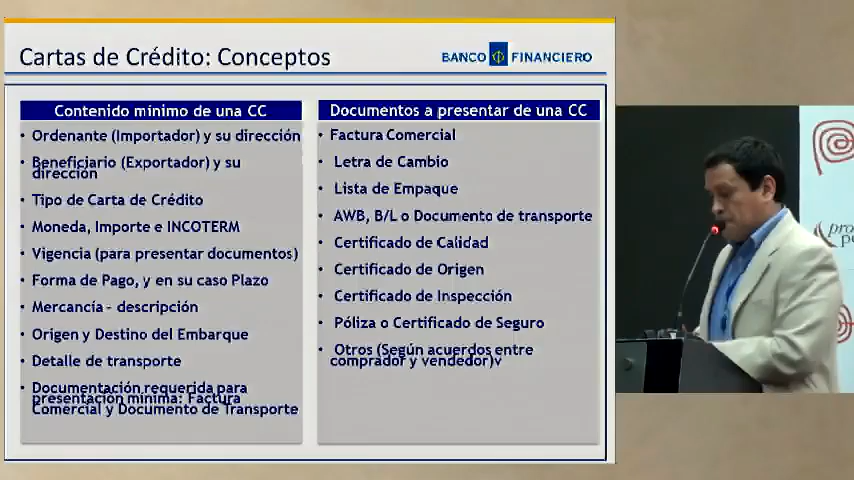 Cartas de Crédito: Conceptos
BANCO FINANCIERO
Contenido mínimo de una CC
• Ordenante (Importador) y su dirección
• Beneficiario (Exportador) y su
dirección
• Tipo de Carta de Crédito
• Moneda, Importe e INCOTERM
• Vigencia (para presentar documentos)
• Forma de Pago, y en su caso Plazo
• Mercancía – descripción
• Origen y Destino del Embarque
• Detalle de transporte
• Documentación requerida para
presentación mínima: Factura
Comercial y Documento de Transporte
Documentos a presentar de una CC
• Factura Comercial
• Letra de Cambio
• Lista de Empaque
• AWB, B/L o Documento de transporte
• Certificado de Calidad
• Certificado de Origen
• Certificado de Inspección
• Póliza o Certificado de Seguro
• Otros (Según acuerdos entre
comprador y vendedor)v